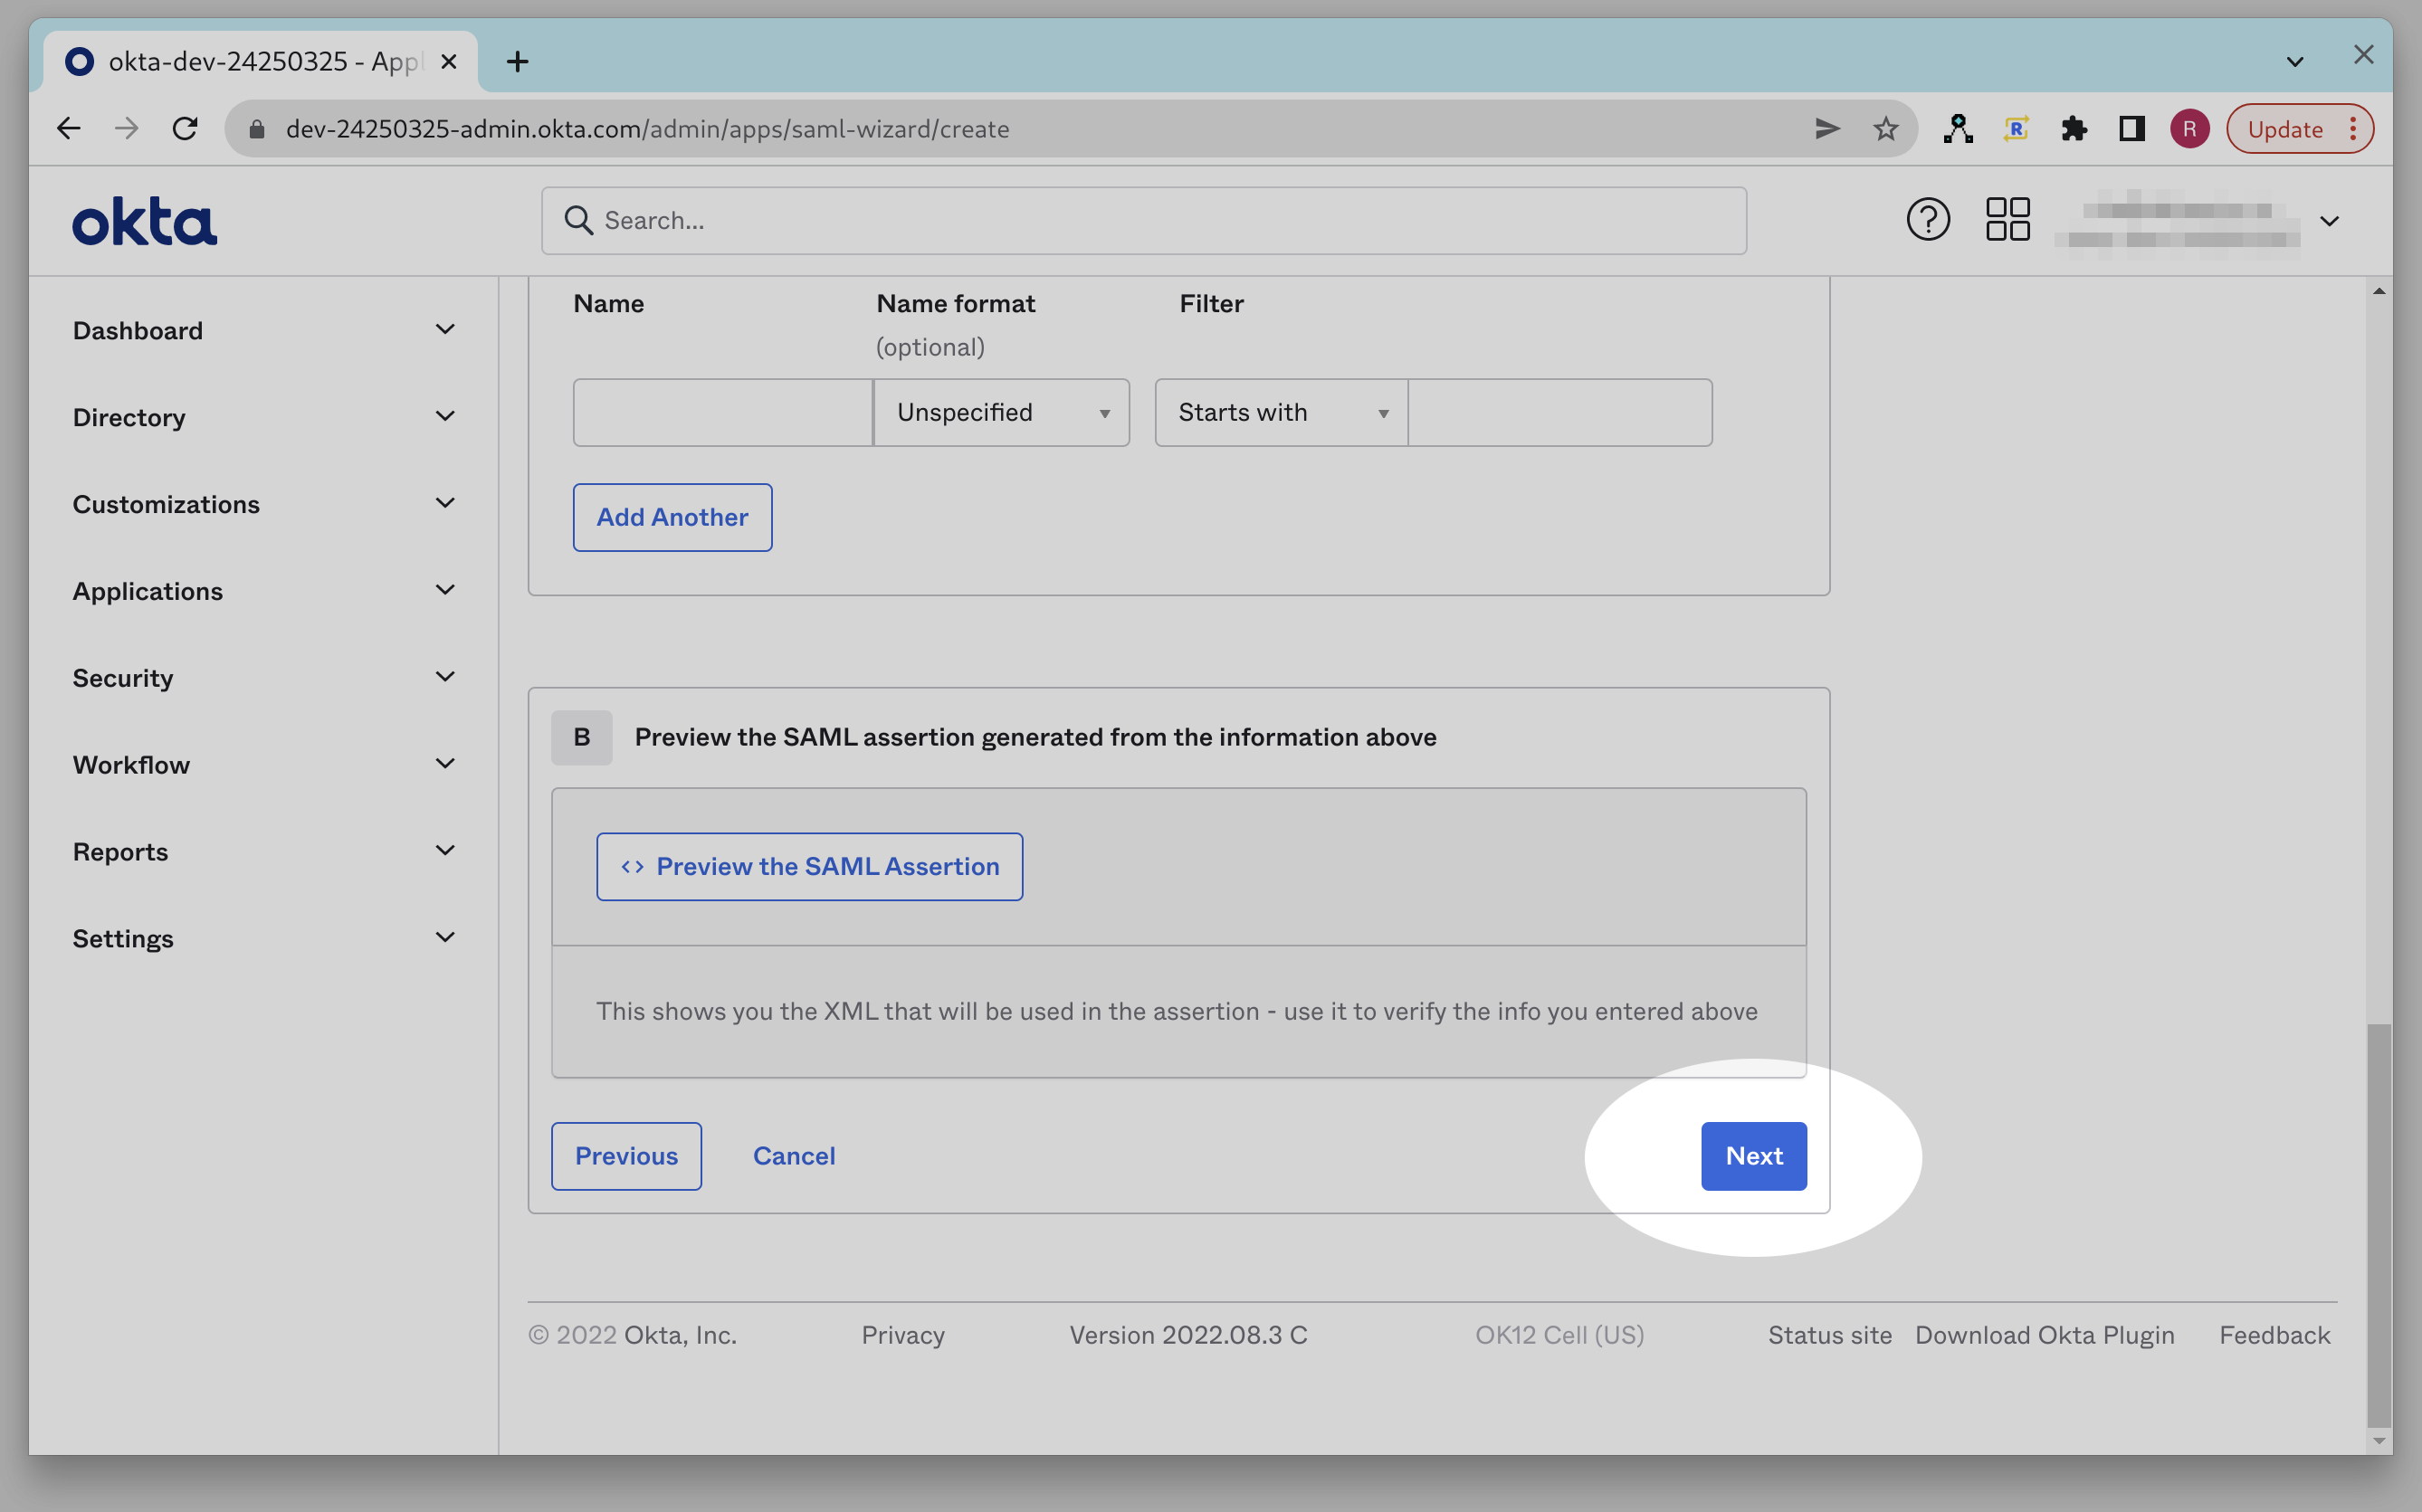 okta-dev-24250325 - Appl
dev-24250325-admin.okta.com/admin/apps/saml-wizard/create
R
R
Update
okta
Search...
Dashboard
Directory
Customizations
Applications
Security
Workflow
Reports
Settings
Name Name format Filter
(optional)
Unspecified Starts with
Add Another
B Preview the SAML assertion generated from the information above
<> Preview the SAML Assertion
This shows you the XML that will be used in the assertion - use it to verify the info you entered above
Previous Cancel Next
© 2022 Okta, Inc. Privacy Version 2022.08.3 C OK12 Cell (US) Status site Download Okta Plugin Feedback